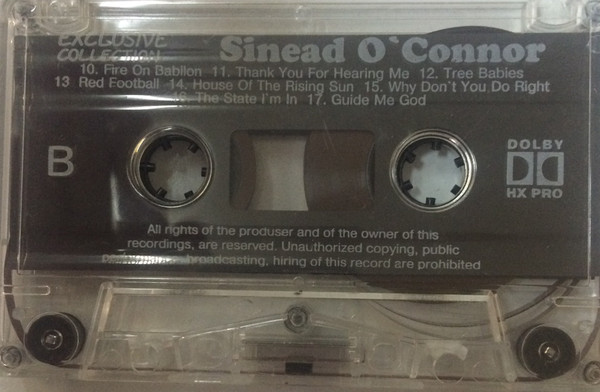 EXCLUSIVE
COLLECTION
Sinead O`Connor
10. Fire On Babilon 11. Thank You For Hearing Me 12. Tree Babies
13 Red Football 14. House Of The Rising Sun 15. Why Don't You Do Right
16. The State I'm In 17. Guide Me God
B
DOLBY
HX PRO
All rights of the produser and of the owner of this
recordings, are reserved. Unauthorized copying, public
broadcasting, hiring of this record are prohibited